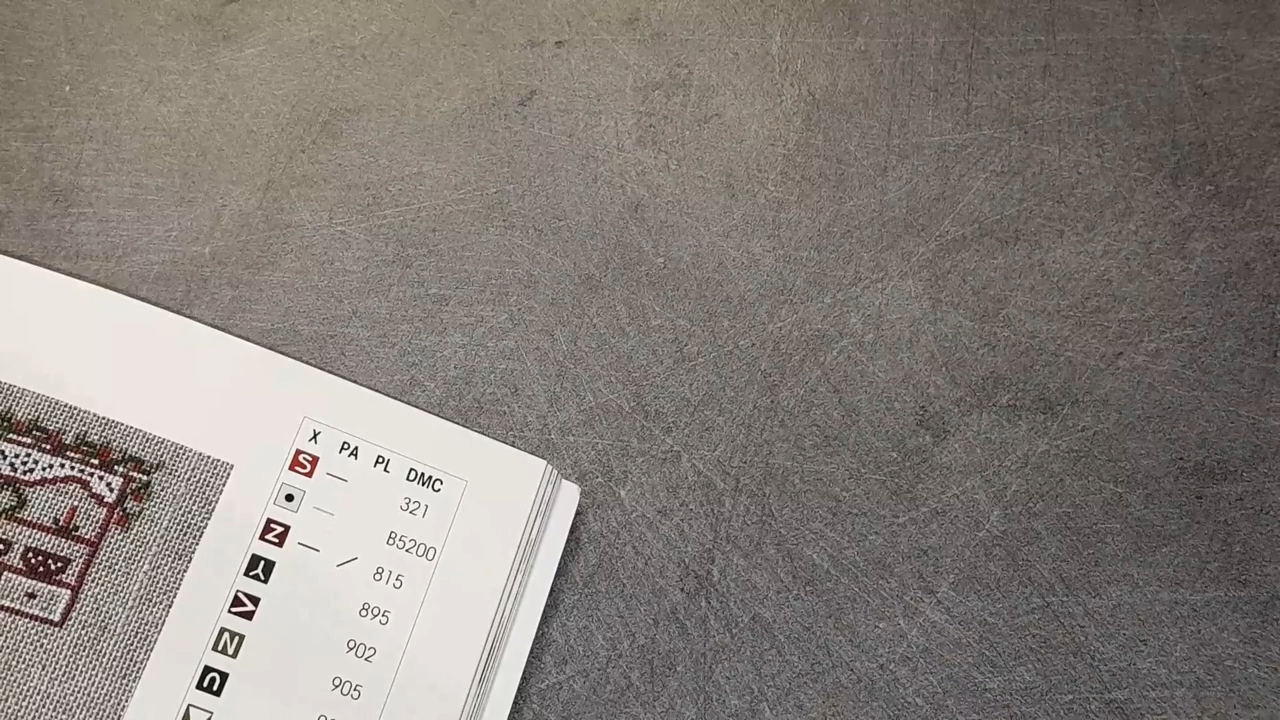 X PA PL DMC
S — 321
• — B5200
Z — / 815
895
V 902
N 905